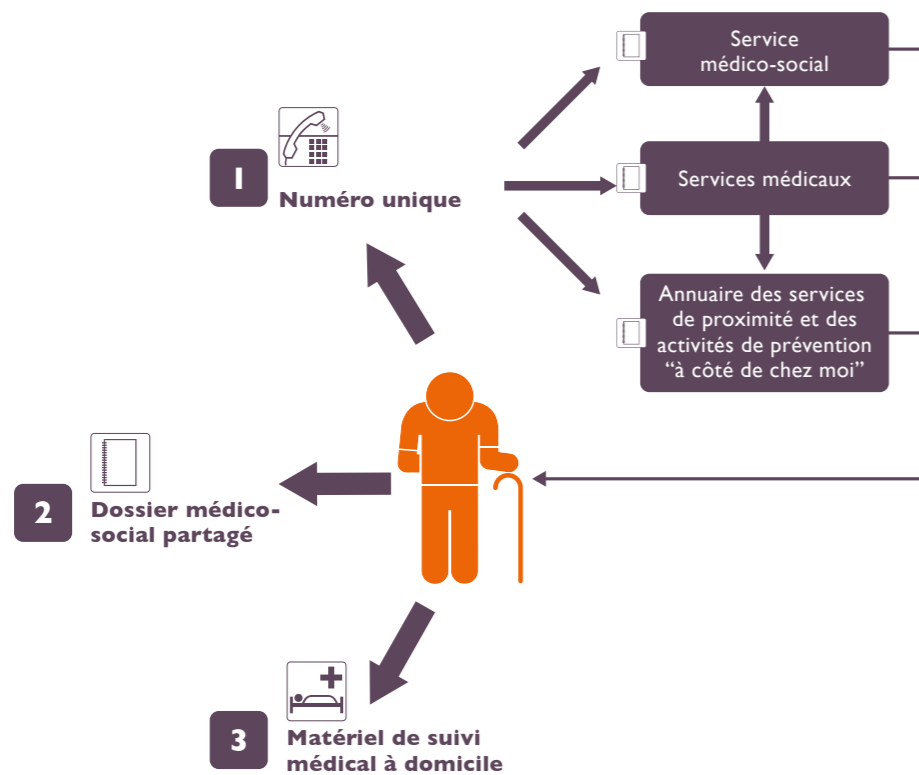 Service
médico-social
1
Numéro unique
Services médicaux
Annuaire des services
de proximité et des
activités de prévention
“à côté de chez moi”
2
Dossier médico-
social partagé
3
Matériel de suivi
médical à domicile